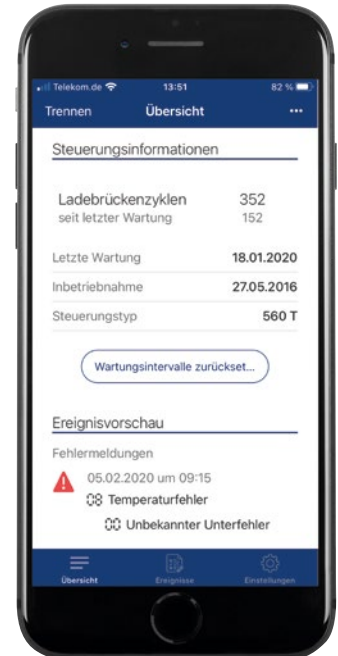 Telekom.de 13:51 82 %
Trennen Übersicht ...
Steuerungsinformationen
Ladebrückenzyklen 352
seit letzter Wartung 152
Letzte Wartung 18.01.2020
Inbetriebnahme 27.05.2016
Steuerungstyp 560 T
Wartungsintervalle zurückset...
Ereignisvorschau
Fehlermeldungen
05.02.2020 um 09:15
08 Temperaturfehler
00 Unbekannter Unterfehler
Übersicht Ereignisse Einstellungen